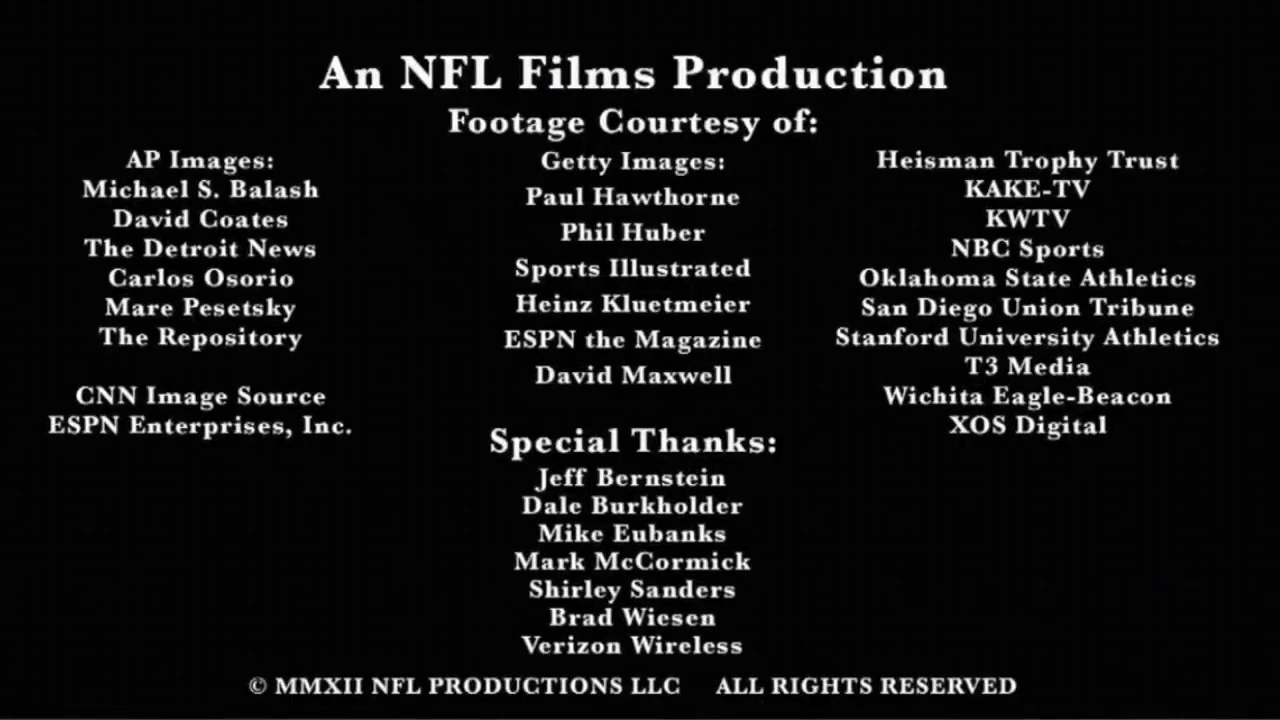 An NFL Films Production
Footage Courtesy of:
AP Images:
Michael S. Balash
David Coates
The Detroit News
Carlos Osorio
Mare Pesetsky
The Repository
CNN Image Source
ESPN Enterprises, Inc.
Getty Images:
Paul Hawthorne
Phil Huber
Sports Illustrated
Heinz Kluetmeier
ESPN the Magazine
David Maxwell
Heisman Trophy Trust
KAKE-TV
KWTV
NBC Sports
Oklahoma State Athletics
San Diego Union Tribune
Stanford University Athletics
T3 Media
Wichita Eagle-Beacon
XOS Digital
Special Thanks:
Jeff Bernstein
Dale Burkholder
Mike Eubanks
Mark McCormick
Shirley Sanders
Brad Wiesen
Verizon Wireless
© MMXII NFL PRODUCTIONS LLC ALL RIGHTS RESERVED